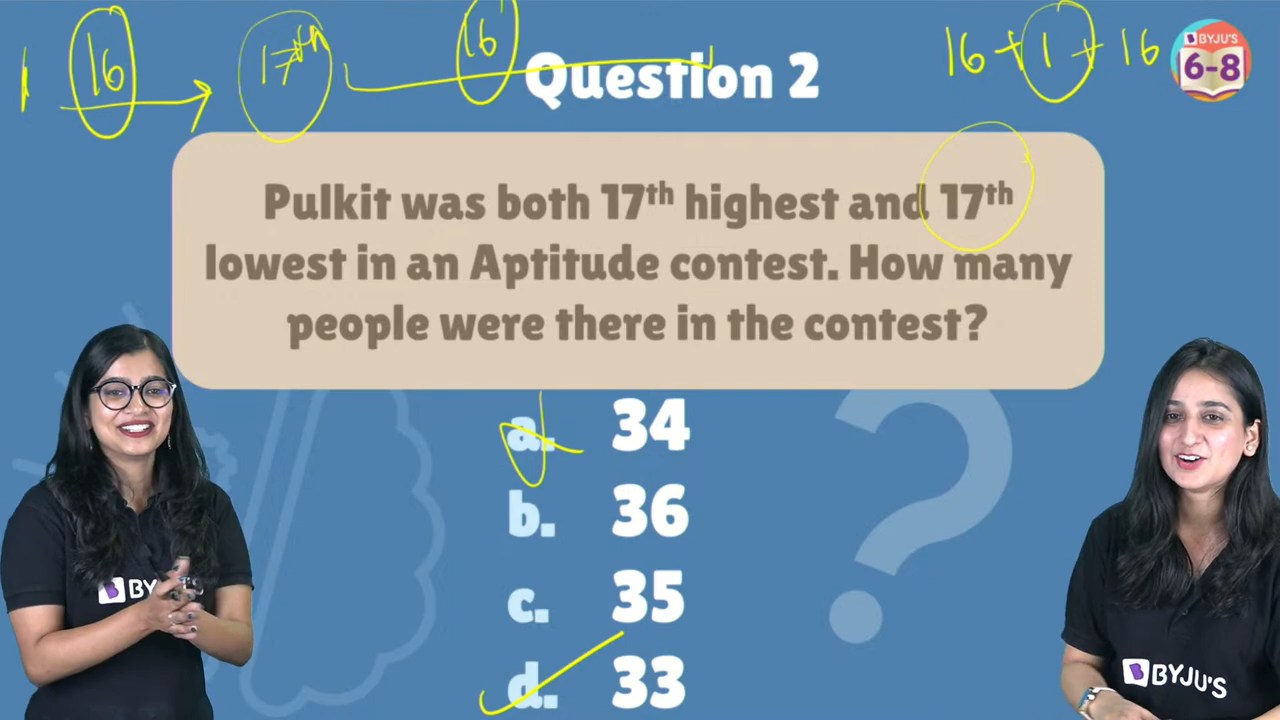 1 16 17th 16 16 + 1 + 16
BYJU'S
6-8
Question 2
Pulkit was both 17th highest and 17th
lowest in an Aptitude contest. How many
people were there in the contest?
a. 34
b. 36
c. 35
d. 33
BY
BYJU'S